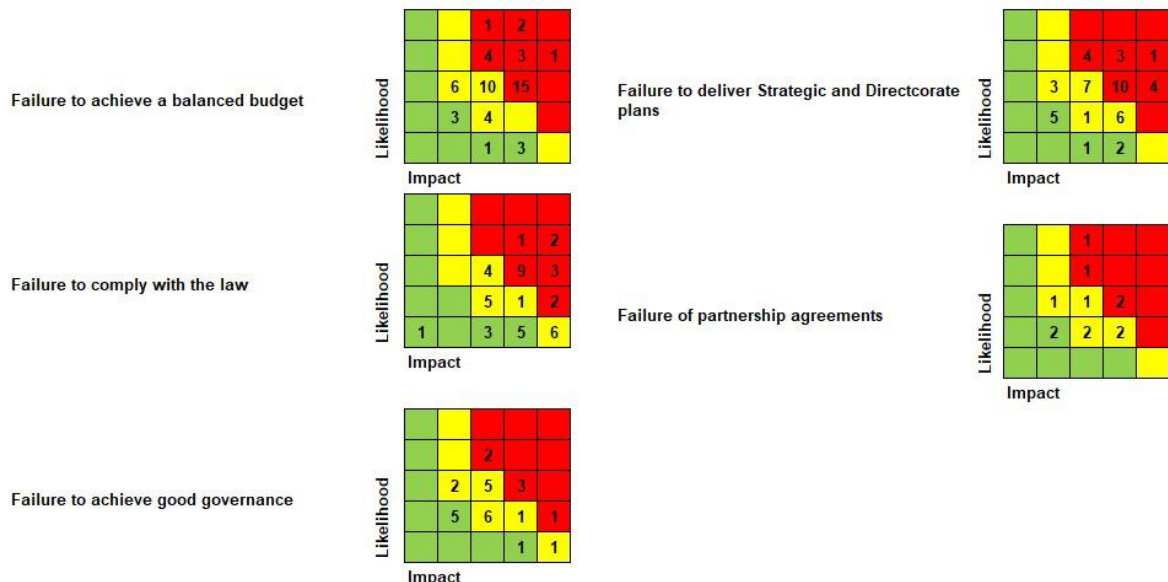 Failure to achieve a balanced budget
Likelihood
1 2
4 3 1
6 10 15
3 4
1 3
Impact
Failure to deliver Strategic and Directcorate
plans
Likelihood
4 3 1
3 7 10 4
5 1 6
1 2
Impact
Failure to comply with the law
Likelihood
1 2
4 9 3
5 1 2
1 3 5 6
Impact
Failure of partnership agreements
Likelihood
1
1
1 1 2
2 2 2
Impact
Failure to achieve good governance
Likelihood
2
2 5 3
5 6 1 1
1 1
Impact